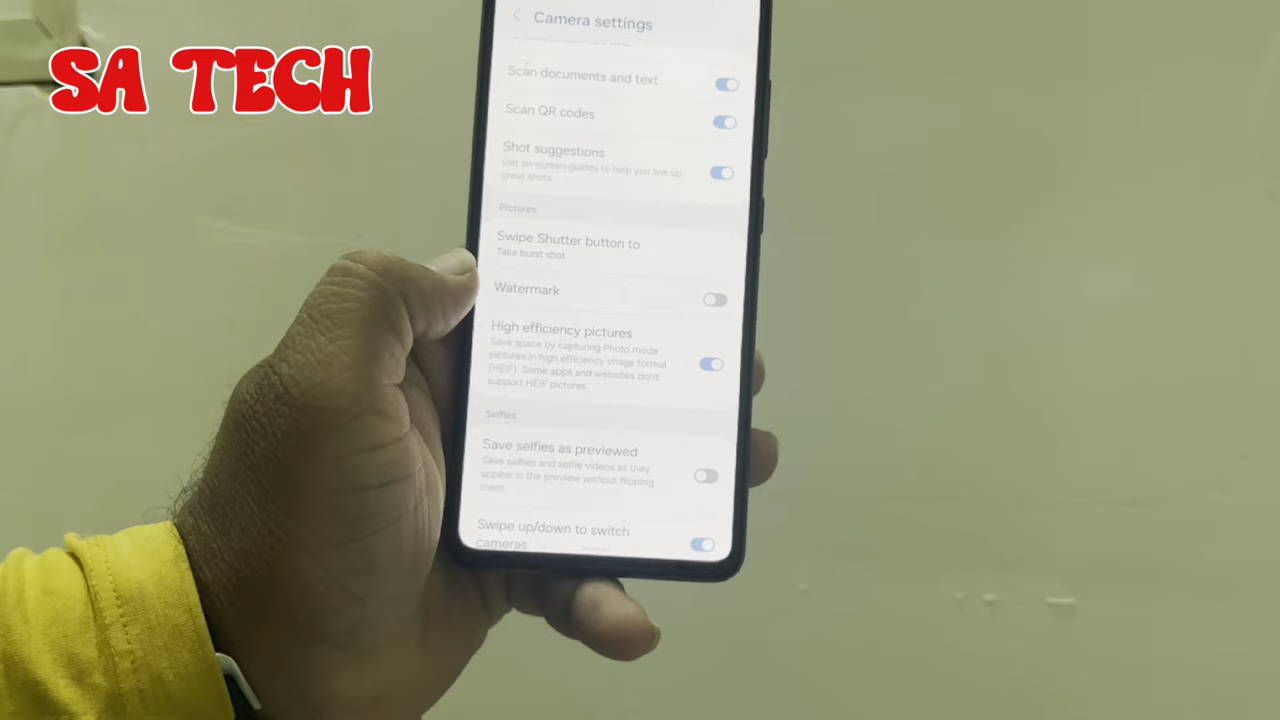 SA TECH
Camera settings
Scan documents and text
Scan QR codes
Shot suggestions
Get on-screen guides to help you line up
great shots.
Pictures
Swipe Shutter button to
Take burst shot
Watermark
High efficiency pictures
Save space by capturing Photo mode
pictures in high efficiency image format
(HEIF). Some apps and websites don't
support HEIF pictures.
Selfies
Save selfies as previewed
Save selfies and selfie videos as they
appear in the preview without flipping
them.
Swipe up/down to switch
cameras